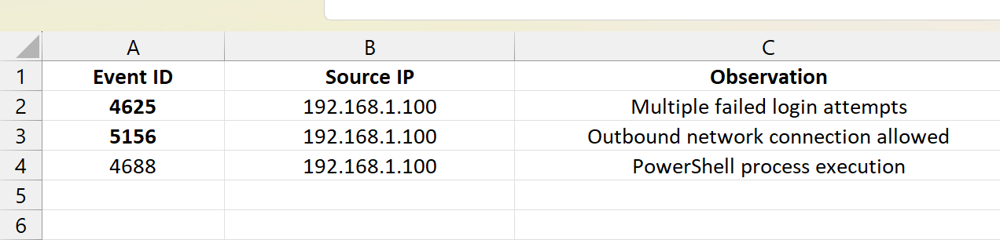 A B C
1 Event ID Source IP Observation
2 4625 192.168.1.100 Multiple failed login attempts
3 5156 192.168.1.100 Outbound network connection allowed
4 4688 192.168.1.100 PowerShell process execution
5
6